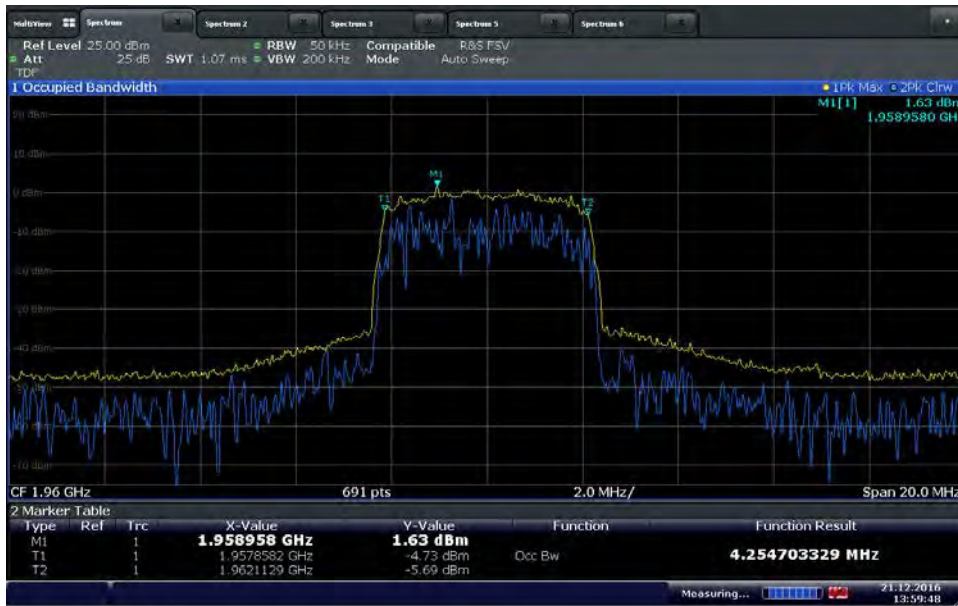 MultiView Spectrum Spectrum 2 Spectrum 3 Spectrum 5 Spectrum 6
Ref Level 25.00 dBm RBW 50 kHz Compatible R&S FSV
Att 25 dB SWT 1.07 ms VBW 200 kHz Mode Auto Sweep
TDF
1 Occupied Bandwidth 1Pk Max 2Pk Clrw
M1[1] 1.63 dBm
1.9589580 GH
20 dBm
10 dBm
M1
0 dBm
T1 T2
-10 dBm
-20 dBm
-30 dBm
-40 dBm
-70 dBm
CF 1.96 GHz 691 pts 2.0 MHz/ Span 20.0 MHz
2 Marker Table
Type Ref Trc X-Value Y-Value Function Function Result
M1 1 1.958958 GHz 1.63 dBm
T1 1 1.9578582 GHz -4.73 dBm Occ Bw 4.254703329 MHz
T2 1 1.9621129 GHz -5.69 dBm
Measuring... 21.12.2016
13:59:48